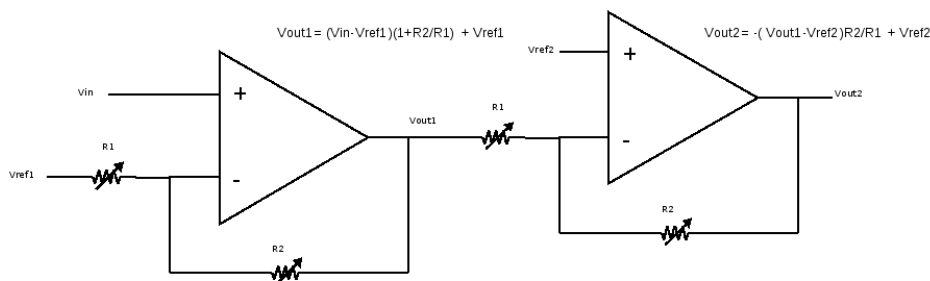 Vout1 = (Vin-Vref1)(1+R2/R1) + Vref1
Vout2 = -( Vout1-Vref2)R2/R1 + Vref2
Vref2
+
Vin
+
Vout2
R1
Vout1
-
R1
Vref1
-
R2
R2